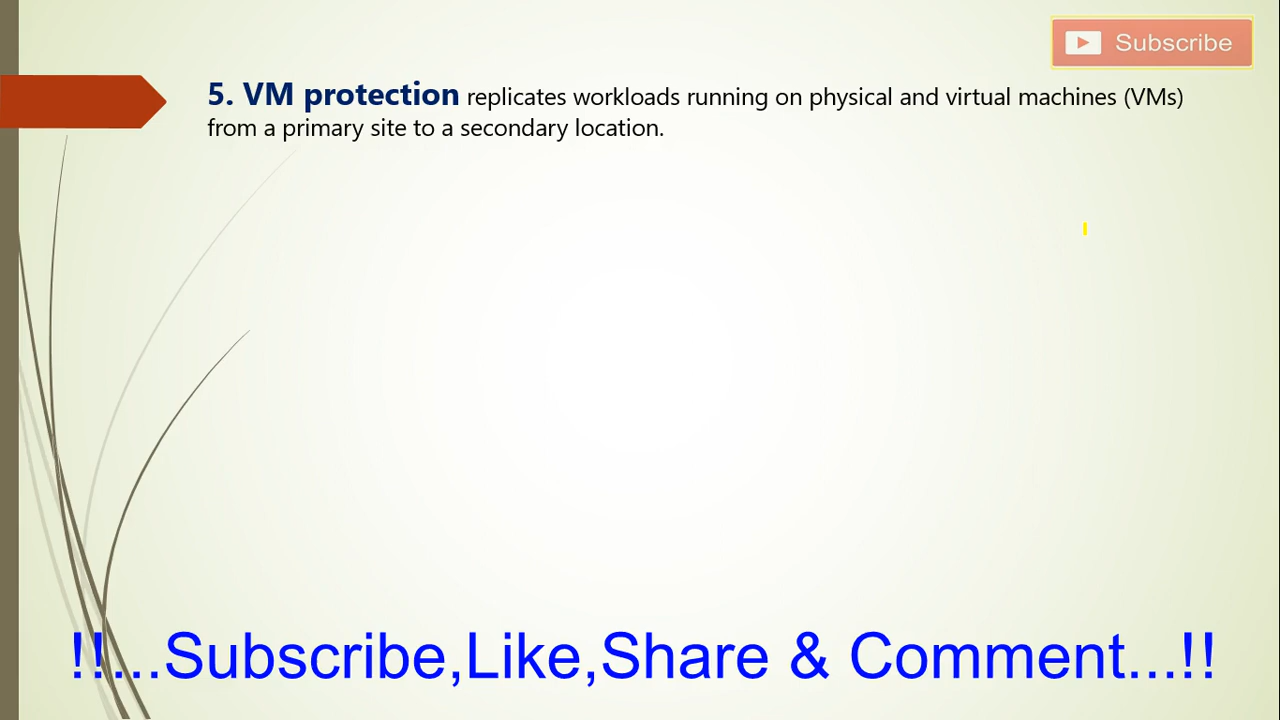 Subscribe
5. VM protection replicates workloads running on physical and virtual machines (VMs)
from a primary site to a secondary location.
!!...Subscribe,Like,Share & Comment...!!